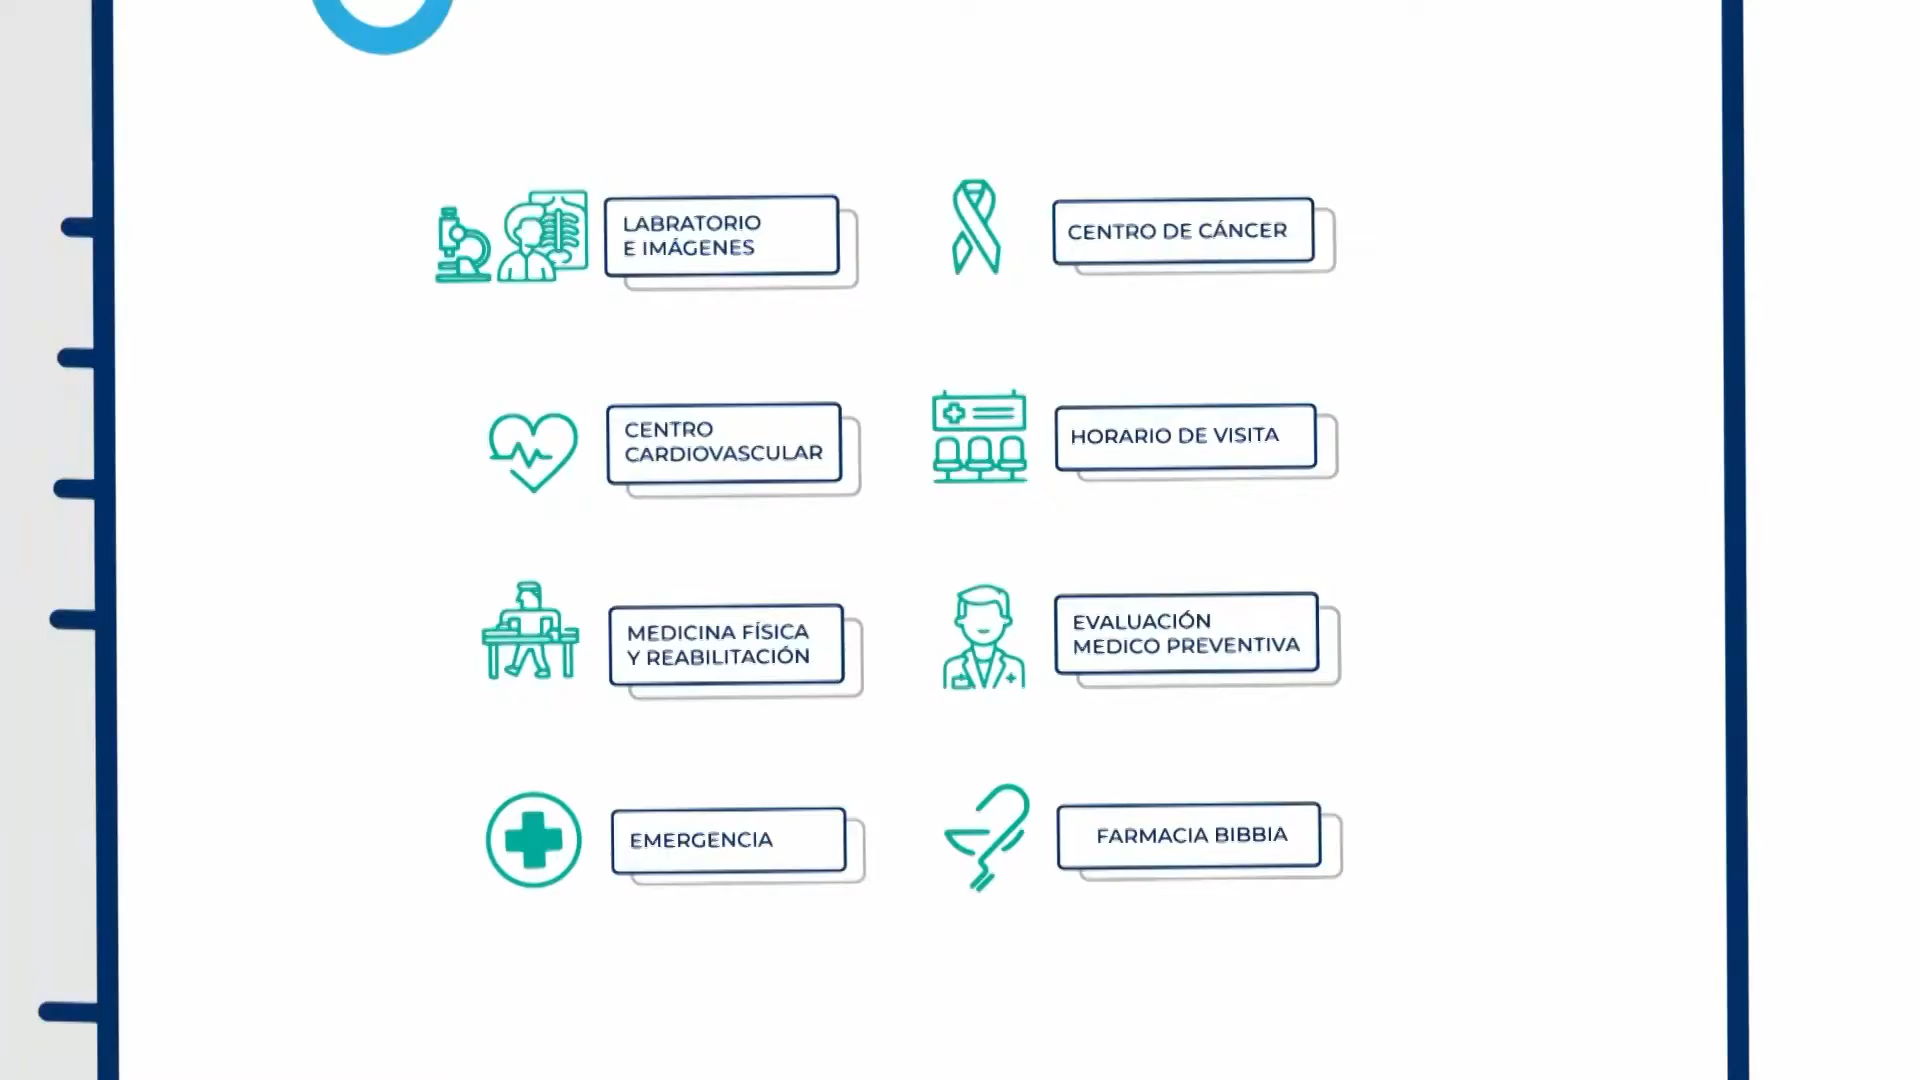 LABRATORIO
E IMÁGENES
CENTRO DE CÁNCER
CENTRO
CARDIOVASCULAR
HORARIO DE VISITA
MEDICINA FÍSICA
Y REABILITACIÓN
EVALUACIÓN
MEDICO PREVENTIVA
EMERGENCIA
FARMACIA BIBBIA